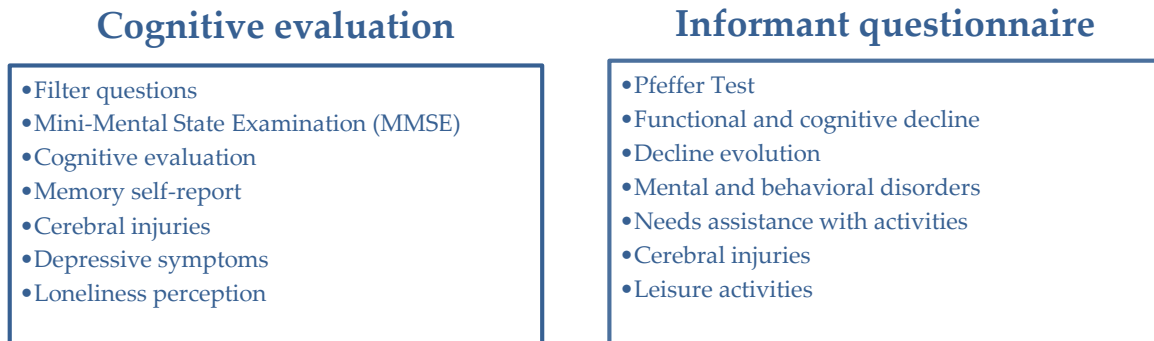 Cognitive evaluation
•Filter questions
•Mini-Mental State Examination (MMSE)
•Cognitive evaluation
•Memory self-report
•Cerebral injuries
•Depressive symptoms
•Loneliness perception
Informant questionnaire
•Pfeffer Test
•Functional and cognitive decline
•Decline evolution
•Mental and behavioral disorders
•Needs assistance with activities
•Cerebral injuries
•Leisure activities